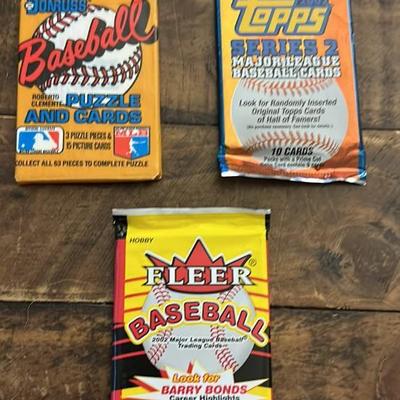 DONRUSS
Baseball
ROBERTO
CLEMENTE
PUZZLE
AND CARDS
3 PUZZLE PIECES &
15 PICTURE CARDS
COLLECT ALL 63 PIECES TO COMPLETE PUZZLE
TOPPS
SERIES 2
MAJOR LEAGUE
BASEBALL CARDS
Look for Randomly Inserted
Original Topps Cards
of Hall of Famers!
10 CARDS
HOBBY
FLEER
BASEBALL
2002 Major League Baseball
Trading Cards
Look for
BARRY BONDS
Career Highlights